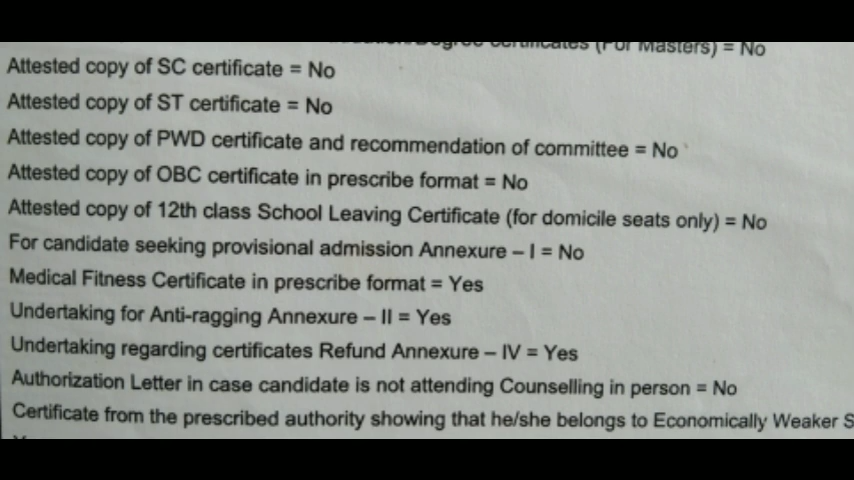 certificates (For Masters) = No
Attested copy of SC certificate = No
Attested copy of ST certificate = No
Attested copy of PWD certificate and recommendation of committee = No
Attested copy of OBC certificate in prescribe format = No
Attested copy of 12th class School Leaving Certificate (for domicile seats only) = No
For candidate seeking provisional admission Annexure – I = No
Medical Fitness Certificate in prescribe format = Yes
Undertaking for Anti-ragging Annexure – II = Yes
Undertaking regarding certificates Refund Annexure – IV = Yes
Authorization Letter in case candidate is not attending Counselling in person = No
Certificate from the prescribed authority showing that he/she belongs to Economically Weaker S